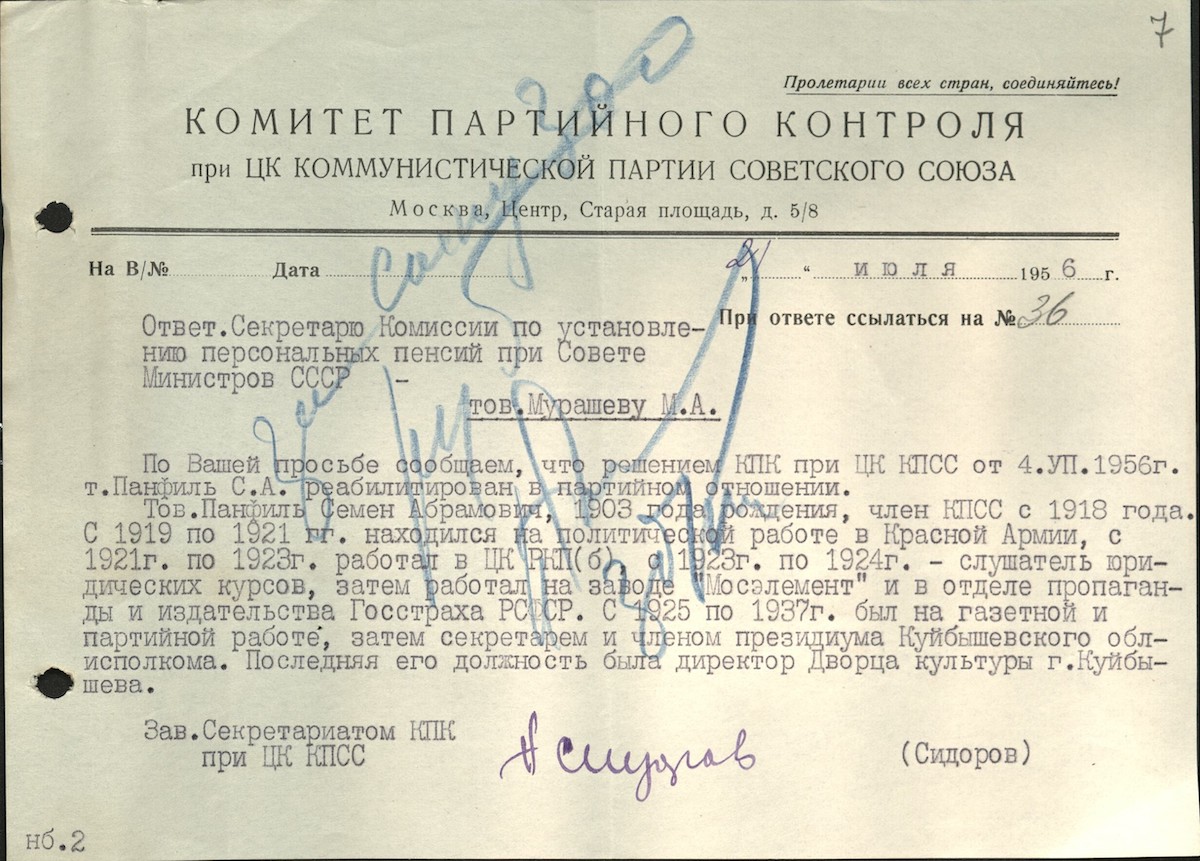 7
Пролетарии всех стран, соединяйтесь!
КОМИТЕТ ПАРТИЙНОГО КОНТРОЛЯ
при ЦК КОММУНИСТИЧЕСКОЙ ПАРТИИ СОВЕТСКОГО СОЮЗА
Москва, Центр, Старая площадь, д. 5/8
На В/№ Дата „21“ июля 1956 г.
При ответе ссылаться на № 36
Ответ.Секретарю Комиссии по установле-
нию персональных пенсий при Совете
Министров СССР –
тов.Мурашеву М.А.
По Вашей просьбе сообщаем, что решением КПК при ЦК КПСС от 4.УП.1956г.
т.Панфиль С.А. реабилитирован в партийном отношении.
Тов.Панфиль Семен Абрамович, 1903 года рождения, член КПСС с 1918 года.
С 1919 по 1921 гг. находился на политической работе в Красной Армии, с
1921г. по 1923г. работал в ЦК РКП(б), с 1923г. по 1924г. – слушатель юри-
дических курсов, затем работал на заводе "Мосэлемент" и в отделе пропаган-
ды и издательства Госстраха РСФСР. С 1925 по 1937г. был на газетной и
партийной работе, затем секретарем и членом президиума Куйбышевского обл-
исполкома. Последняя его должность была директор Дворца культуры г.Куйбы-
шева.
Зав.Секретариатом КПК
при ЦК КПСС
(Сидоров)
нб.2